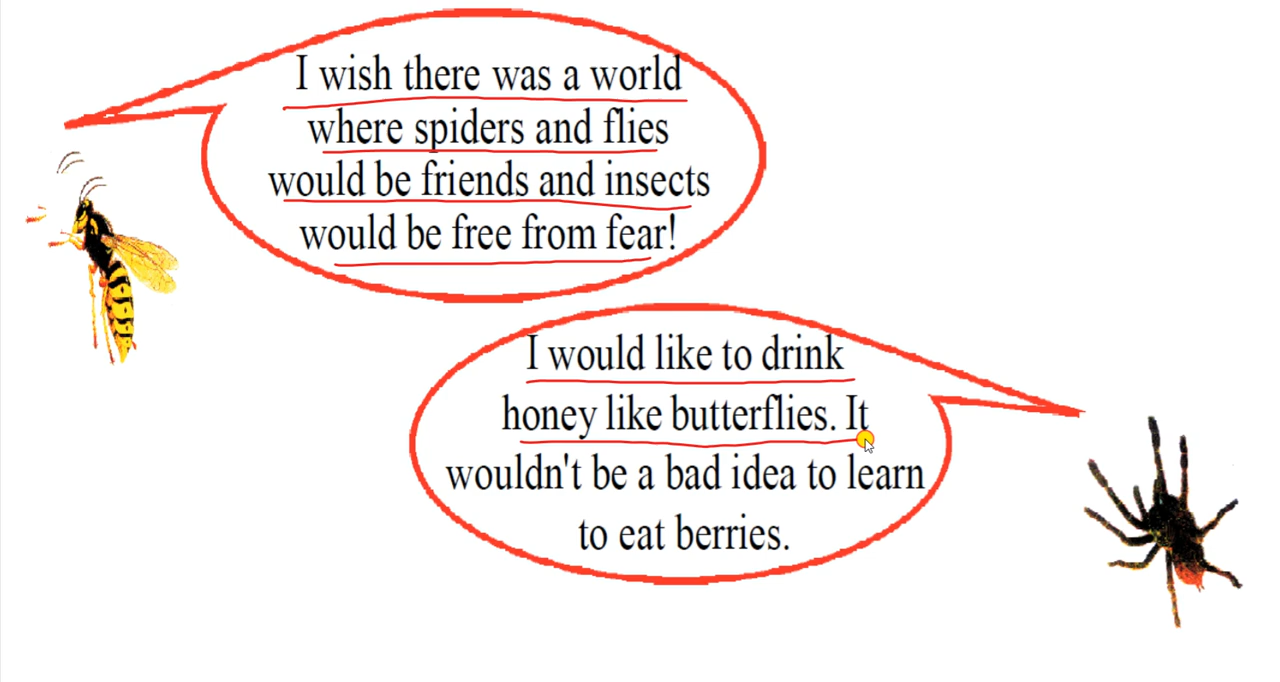 I wish there was a world
where spiders and flies
would be friends and insects
would be free from fear!
I would like to drink
honey like butterflies. It
wouldn't be a bad idea to learn
to eat berries.